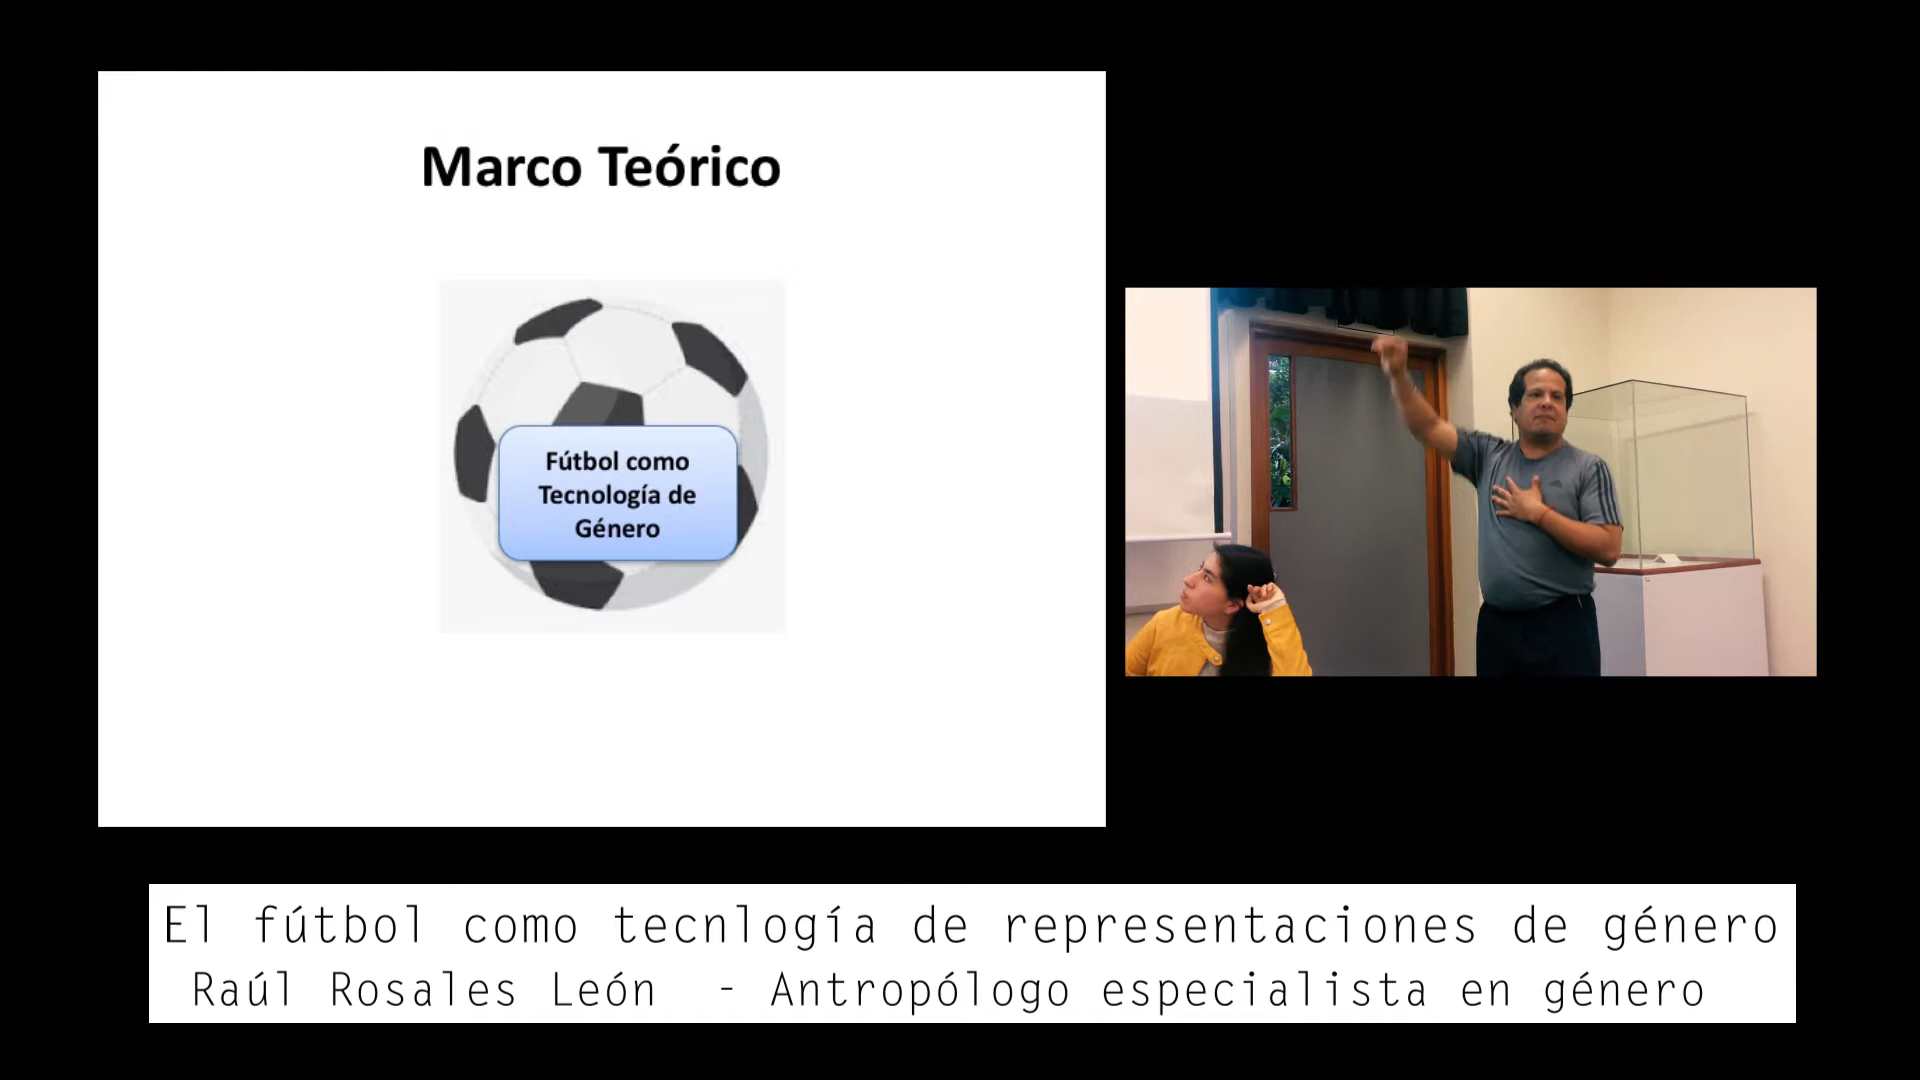 Marco Teórico
Fútbol como
Tecnología de
Género
El fútbol como tecnlogía de representaciones de género
Raúl Rosales León - Antropólogo especialista en género